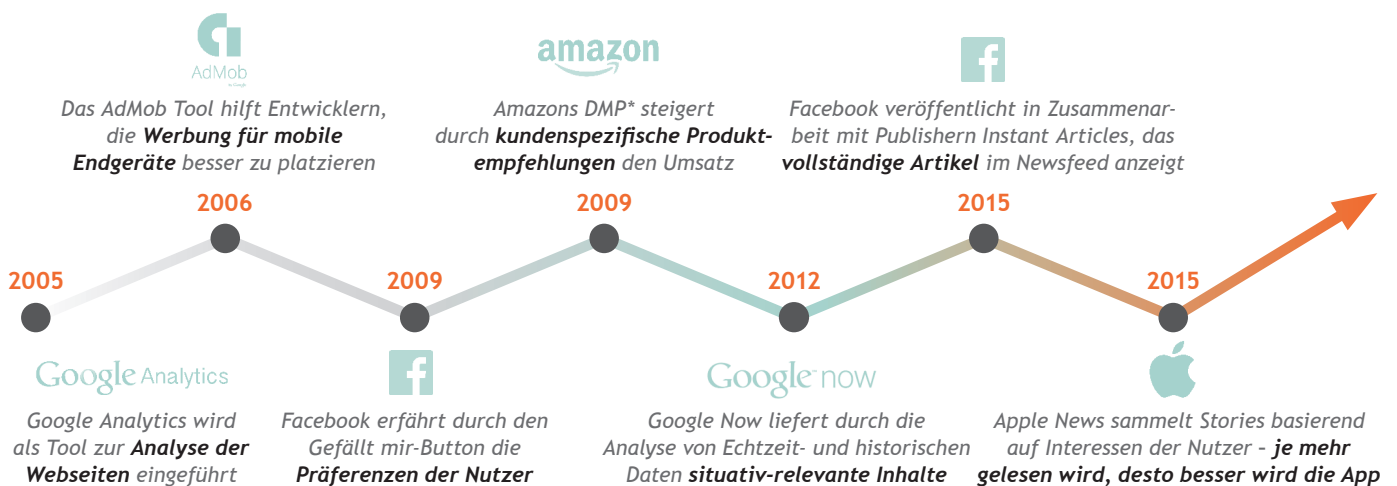 AdMob
by Google
Das AdMob Tool hilft Entwicklern,
die Werbung für mobile
Endgeräte besser zu platzieren
2006
amazon
Amazons DMP* steigert
durch kundenspezifische Produkt-
empfehlungen den Umsatz
2009
Facebook veröffentlicht in Zusammenar-
beit mit Publishern Instant Articles, das
vollständige Artikel im Newsfeed anzeigt
2015
2005
Google Analytics
Google Analytics wird
als Tool zur Analyse der
Webseiten eingeführt
2009
Facebook erfährt durch den
Gefällt mir-Button die
Präferenzen der Nutzer
2012
Google now
Google Now liefert durch die
Analyse von Echtzeit- und historischen
Daten situativ-relevante Inhalte
2015
Apple News sammelt Stories basierend
auf Interessen der Nutzer – je mehr
gelesen wird, desto besser wird die App